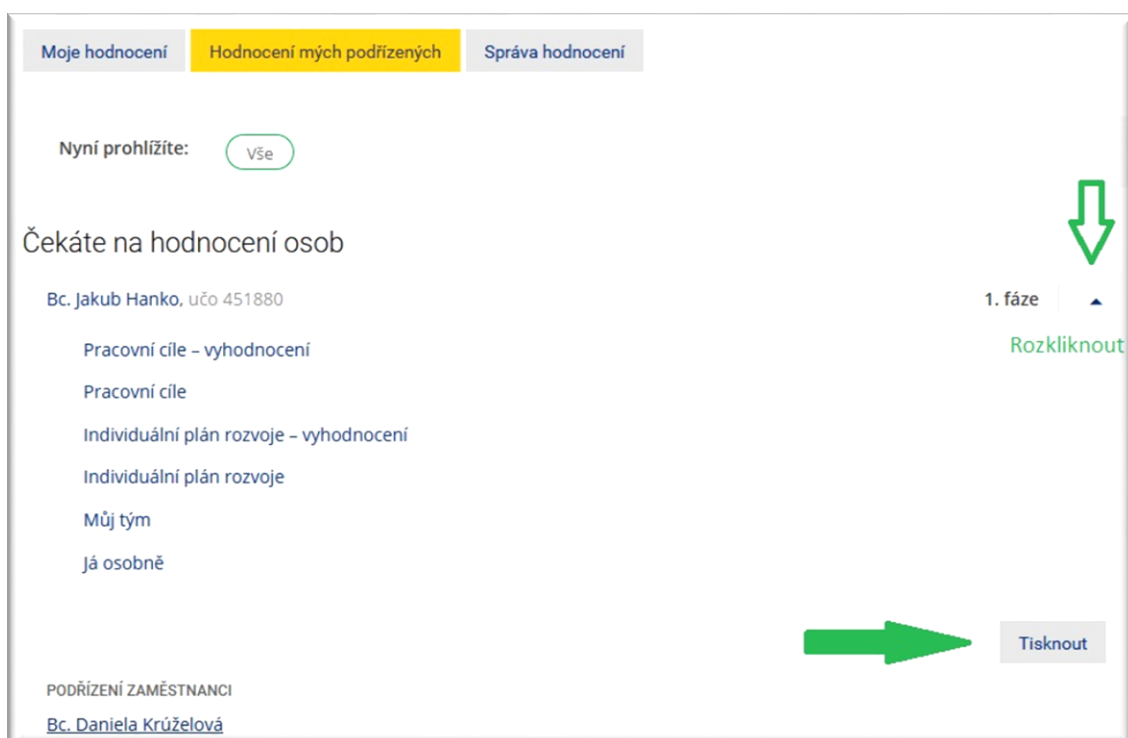 Moje hodnocení Hodnocení mých podřízených Správa hodnocení
Nyní prohlížíte: Vše
Čekáte na hodnocení osob
Bc. Jakub Hanko, učo 451880 1. fáze
Rozkliknout
Pracovní cíle – vyhodnocení
Pracovní cíle
Individuální plán rozvoje – vyhodnocení
Individuální plán rozvoje
Můj tým
Já osobně
Tisknout
PODŘÍZENÍ ZAMĚSTNANCI
Bc. Daniela Krúželová